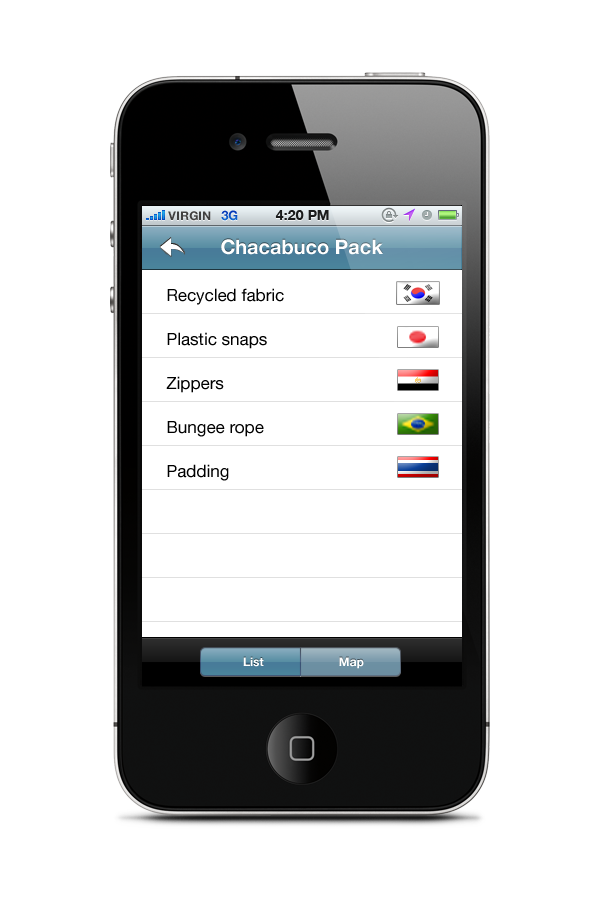 VIRGIN 3G 4:20 PM
Chacabuco Pack
Recycled fabric
Plastic snaps
Zippers
Bungee rope
Padding
List Map